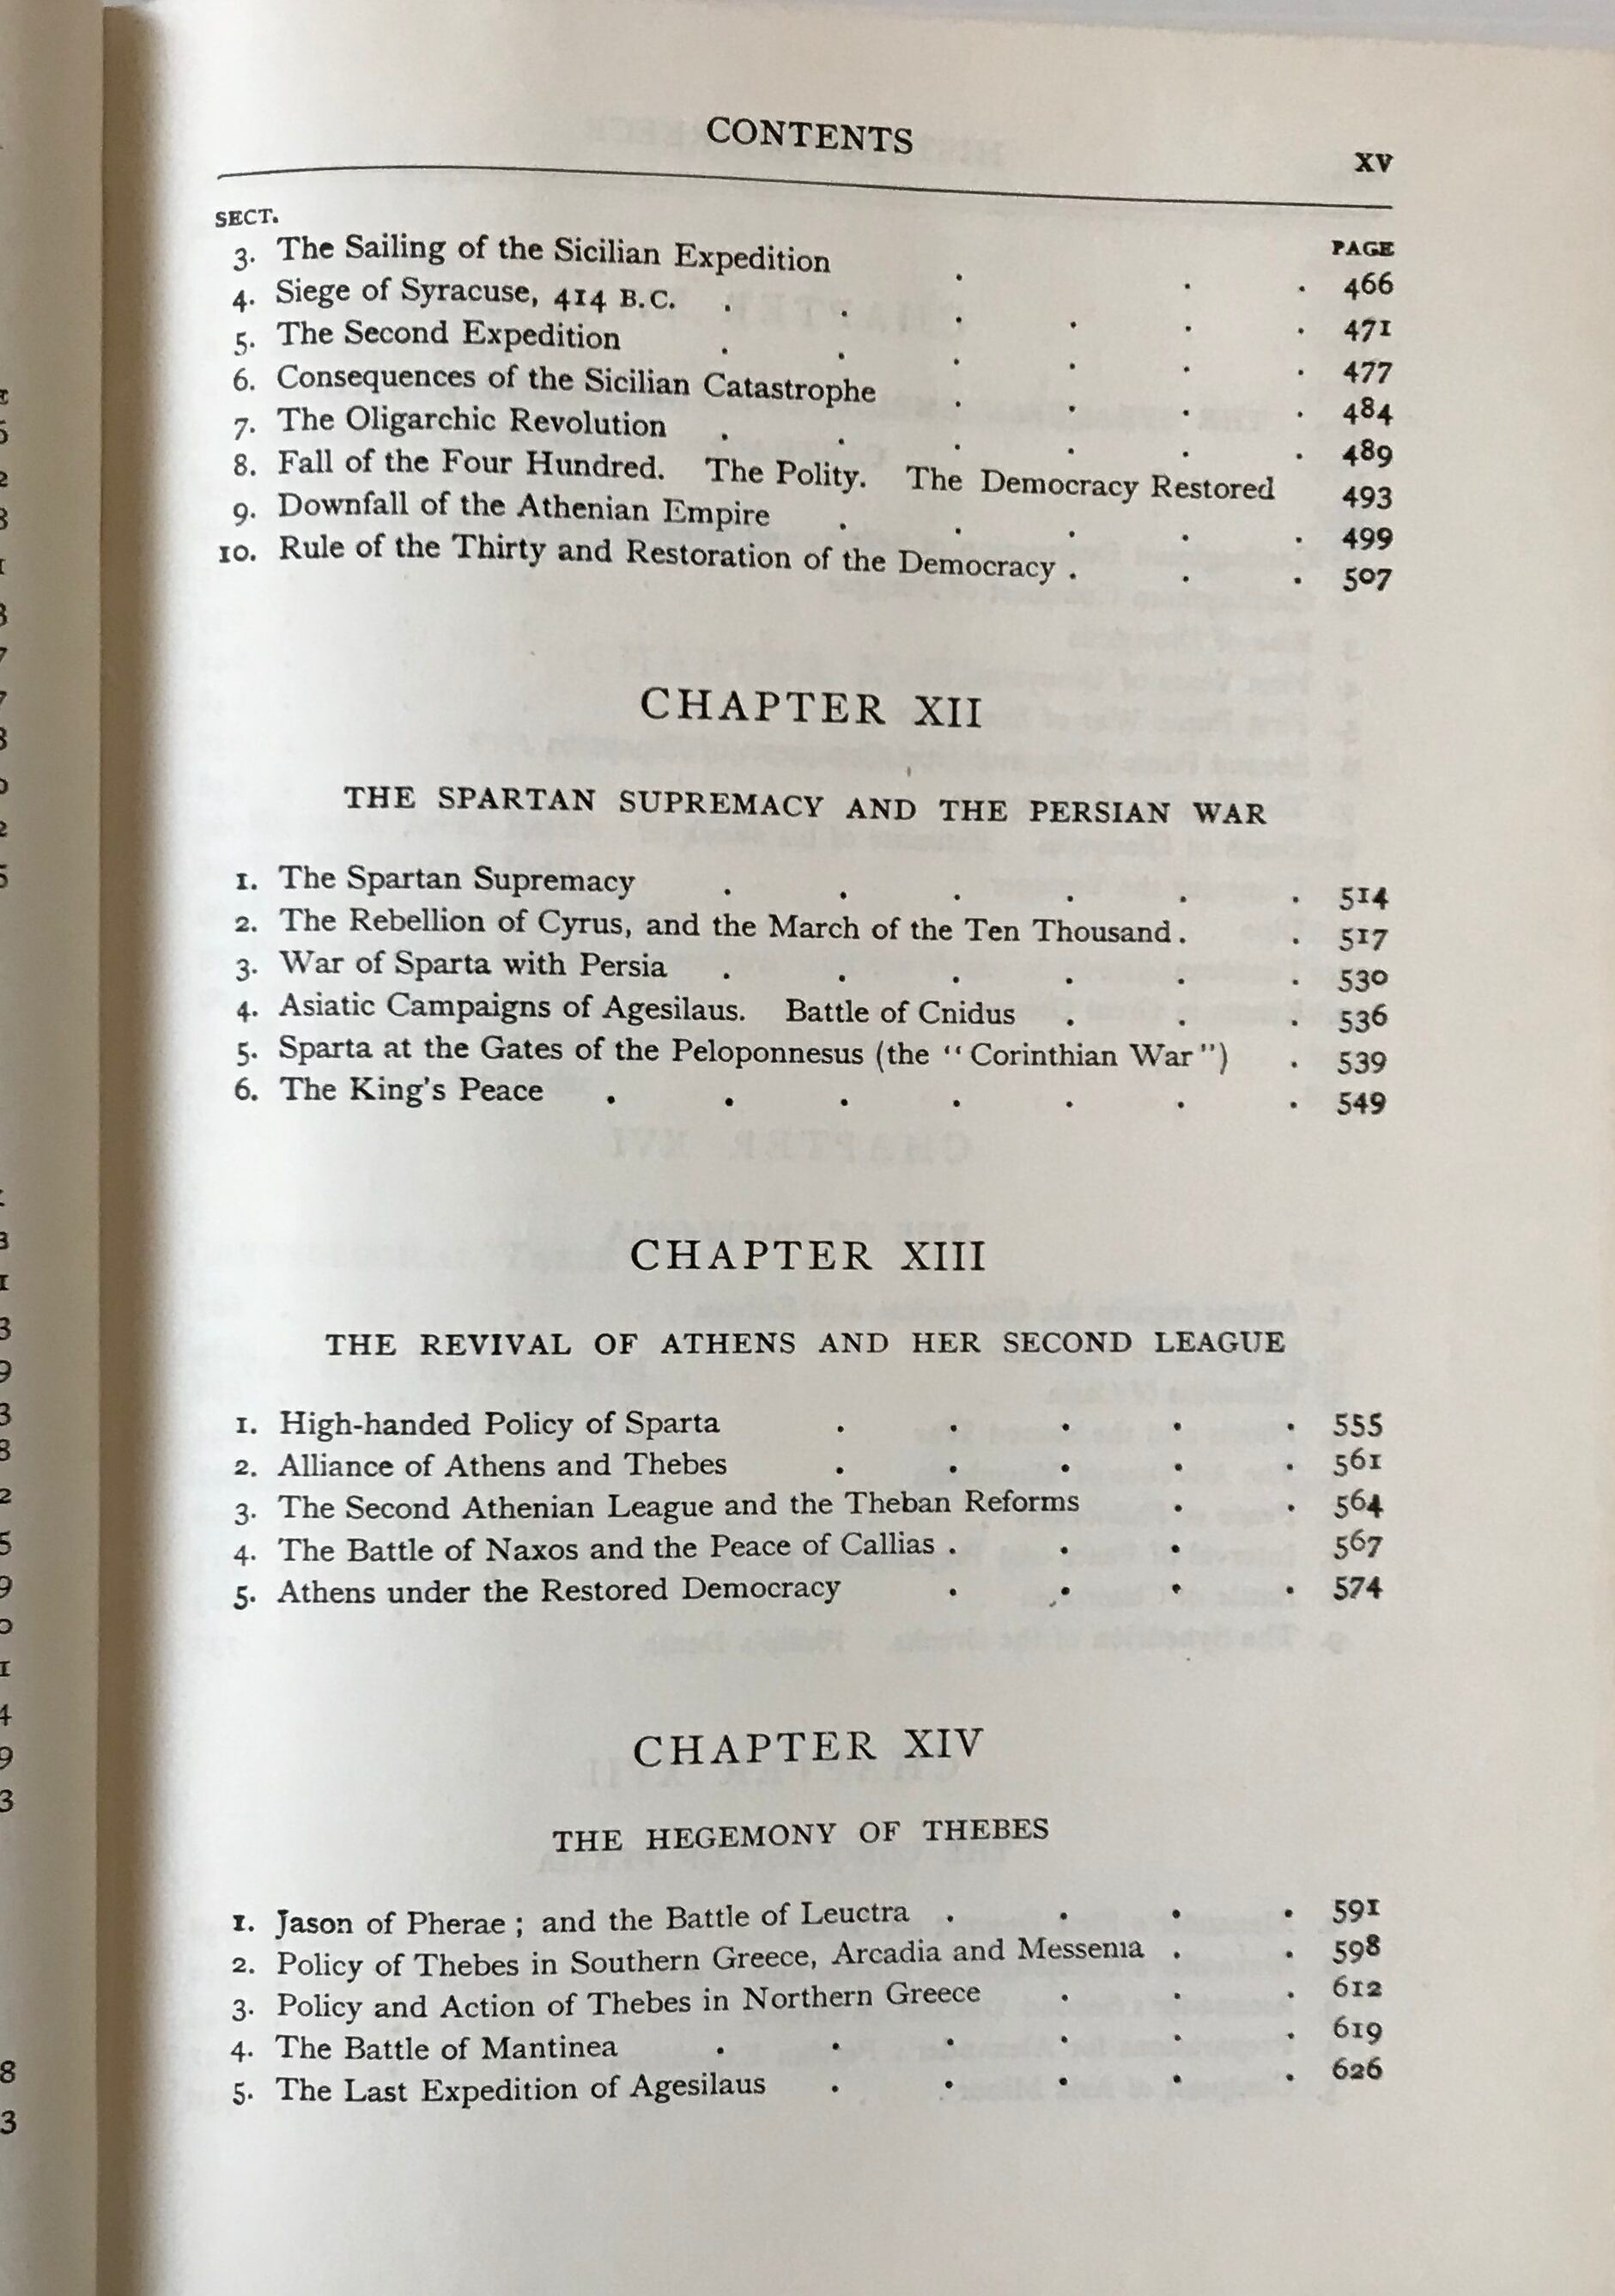 CONTENTS xv
SECT. PAGE
3. The Sailing of the Sicilian Expedition . . . 466
4. Siege of Syracuse, 414 B.C. . . . . . . 471
5. The Second Expedition . . . . . . 477
6. Consequences of the Sicilian Catastrophe . . . . 484
7. The Oligarchic Revolution . . . . . . 489
8. Fall of the Four Hundred. The Polity. The Democracy Restored 493
9. Downfall of the Athenian Empire . . . . . 499
10. Rule of the Thirty and Restoration of the Democracy . . . 507
CHAPTER XII
THE SPARTAN SUPREMACY AND THE PERSIAN WAR
1. The Spartan Supremacy . . . . . . 514
2. The Rebellion of Cyrus, and the March of the Ten Thousand . . 517
3. War of Sparta with Persia . . . . . . 530
4. Asiatic Campaigns of Agesilaus. Battle of Cnidus . . . 536
5. Sparta at the Gates of the Peloponnesus (the “Corinthian War”) . 539
6. The King's Peace . . . . . . . 549
CHAPTER XIII
THE REVIVAL OF ATHENS AND HER SECOND LEAGUE
1. High-handed Policy of Sparta . . . . . 555
2. Alliance of Athens and Thebes . . . . . 561
3. The Second Athenian League and the Theban Reforms . . 564
4. The Battle of Naxos and the Peace of Callias . . . 567
5. Athens under the Restored Democracy . . . . 574
CHAPTER XIV
THE HEGEMONY OF THEBES
1. Jason of Pherae ; and the Battle of Leuctra . . . . 591
2. Policy of Thebes in Southern Greece, Arcadia and Messenia . . 598
3. Policy and Action of Thebes in Northern Greece . . . 612
4. The Battle of Mantinea . . . . . . 619
5. The Last Expedition of Agesilaus . . . . . 626